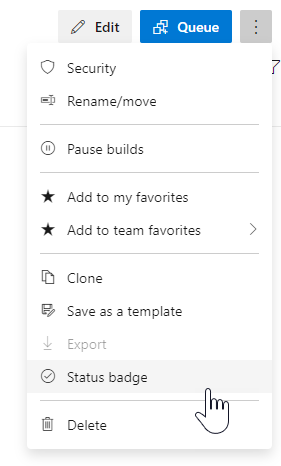 Edit Queue
Security
Rename/move
Pause builds
Add to my favorites
Add to team favorites
Clone
Save as a template
Export
Status badge
Delete